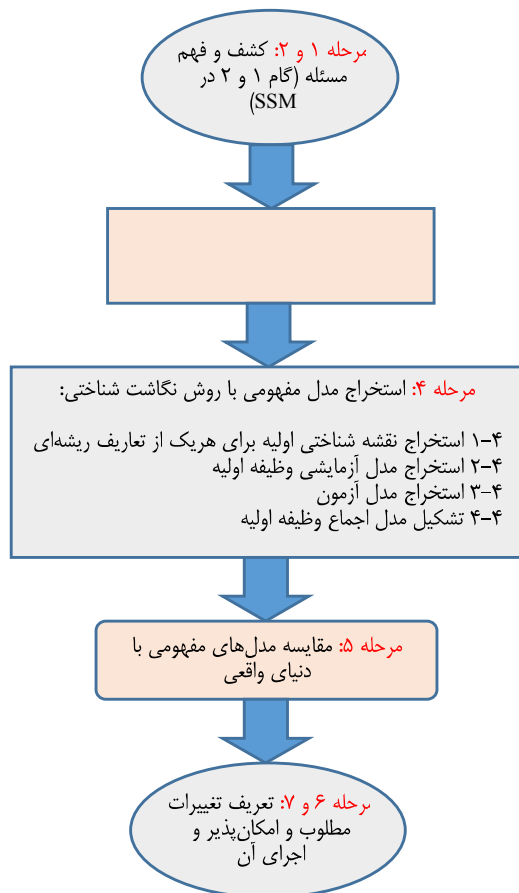 مرحله ۱ و ۲: کشف و فهم
مسئله (گام ۱ و ۲ در
SSM)
مرحله ۴: استخراج مدل مفهومی با روش نگاشت شناختی:
۴-۱ استخراج نقشه شناختی اولیه برای هریک از تعاریف ریشه‌ای
۴-۲ استخراج مدل آزمایشی وظیفه اولیه
۴-۳ استخراج مدل آزمون
۴-۴ تشکیل مدل اجماع وظیفه اولیه
مرحله ۵: مقایسه مدل‌های مفهومی با
دنیای واقعی
مرحله ۶ و ۷: تعریف تغییرات
مطلوب و امکان‌پذیر و
اجرای آن